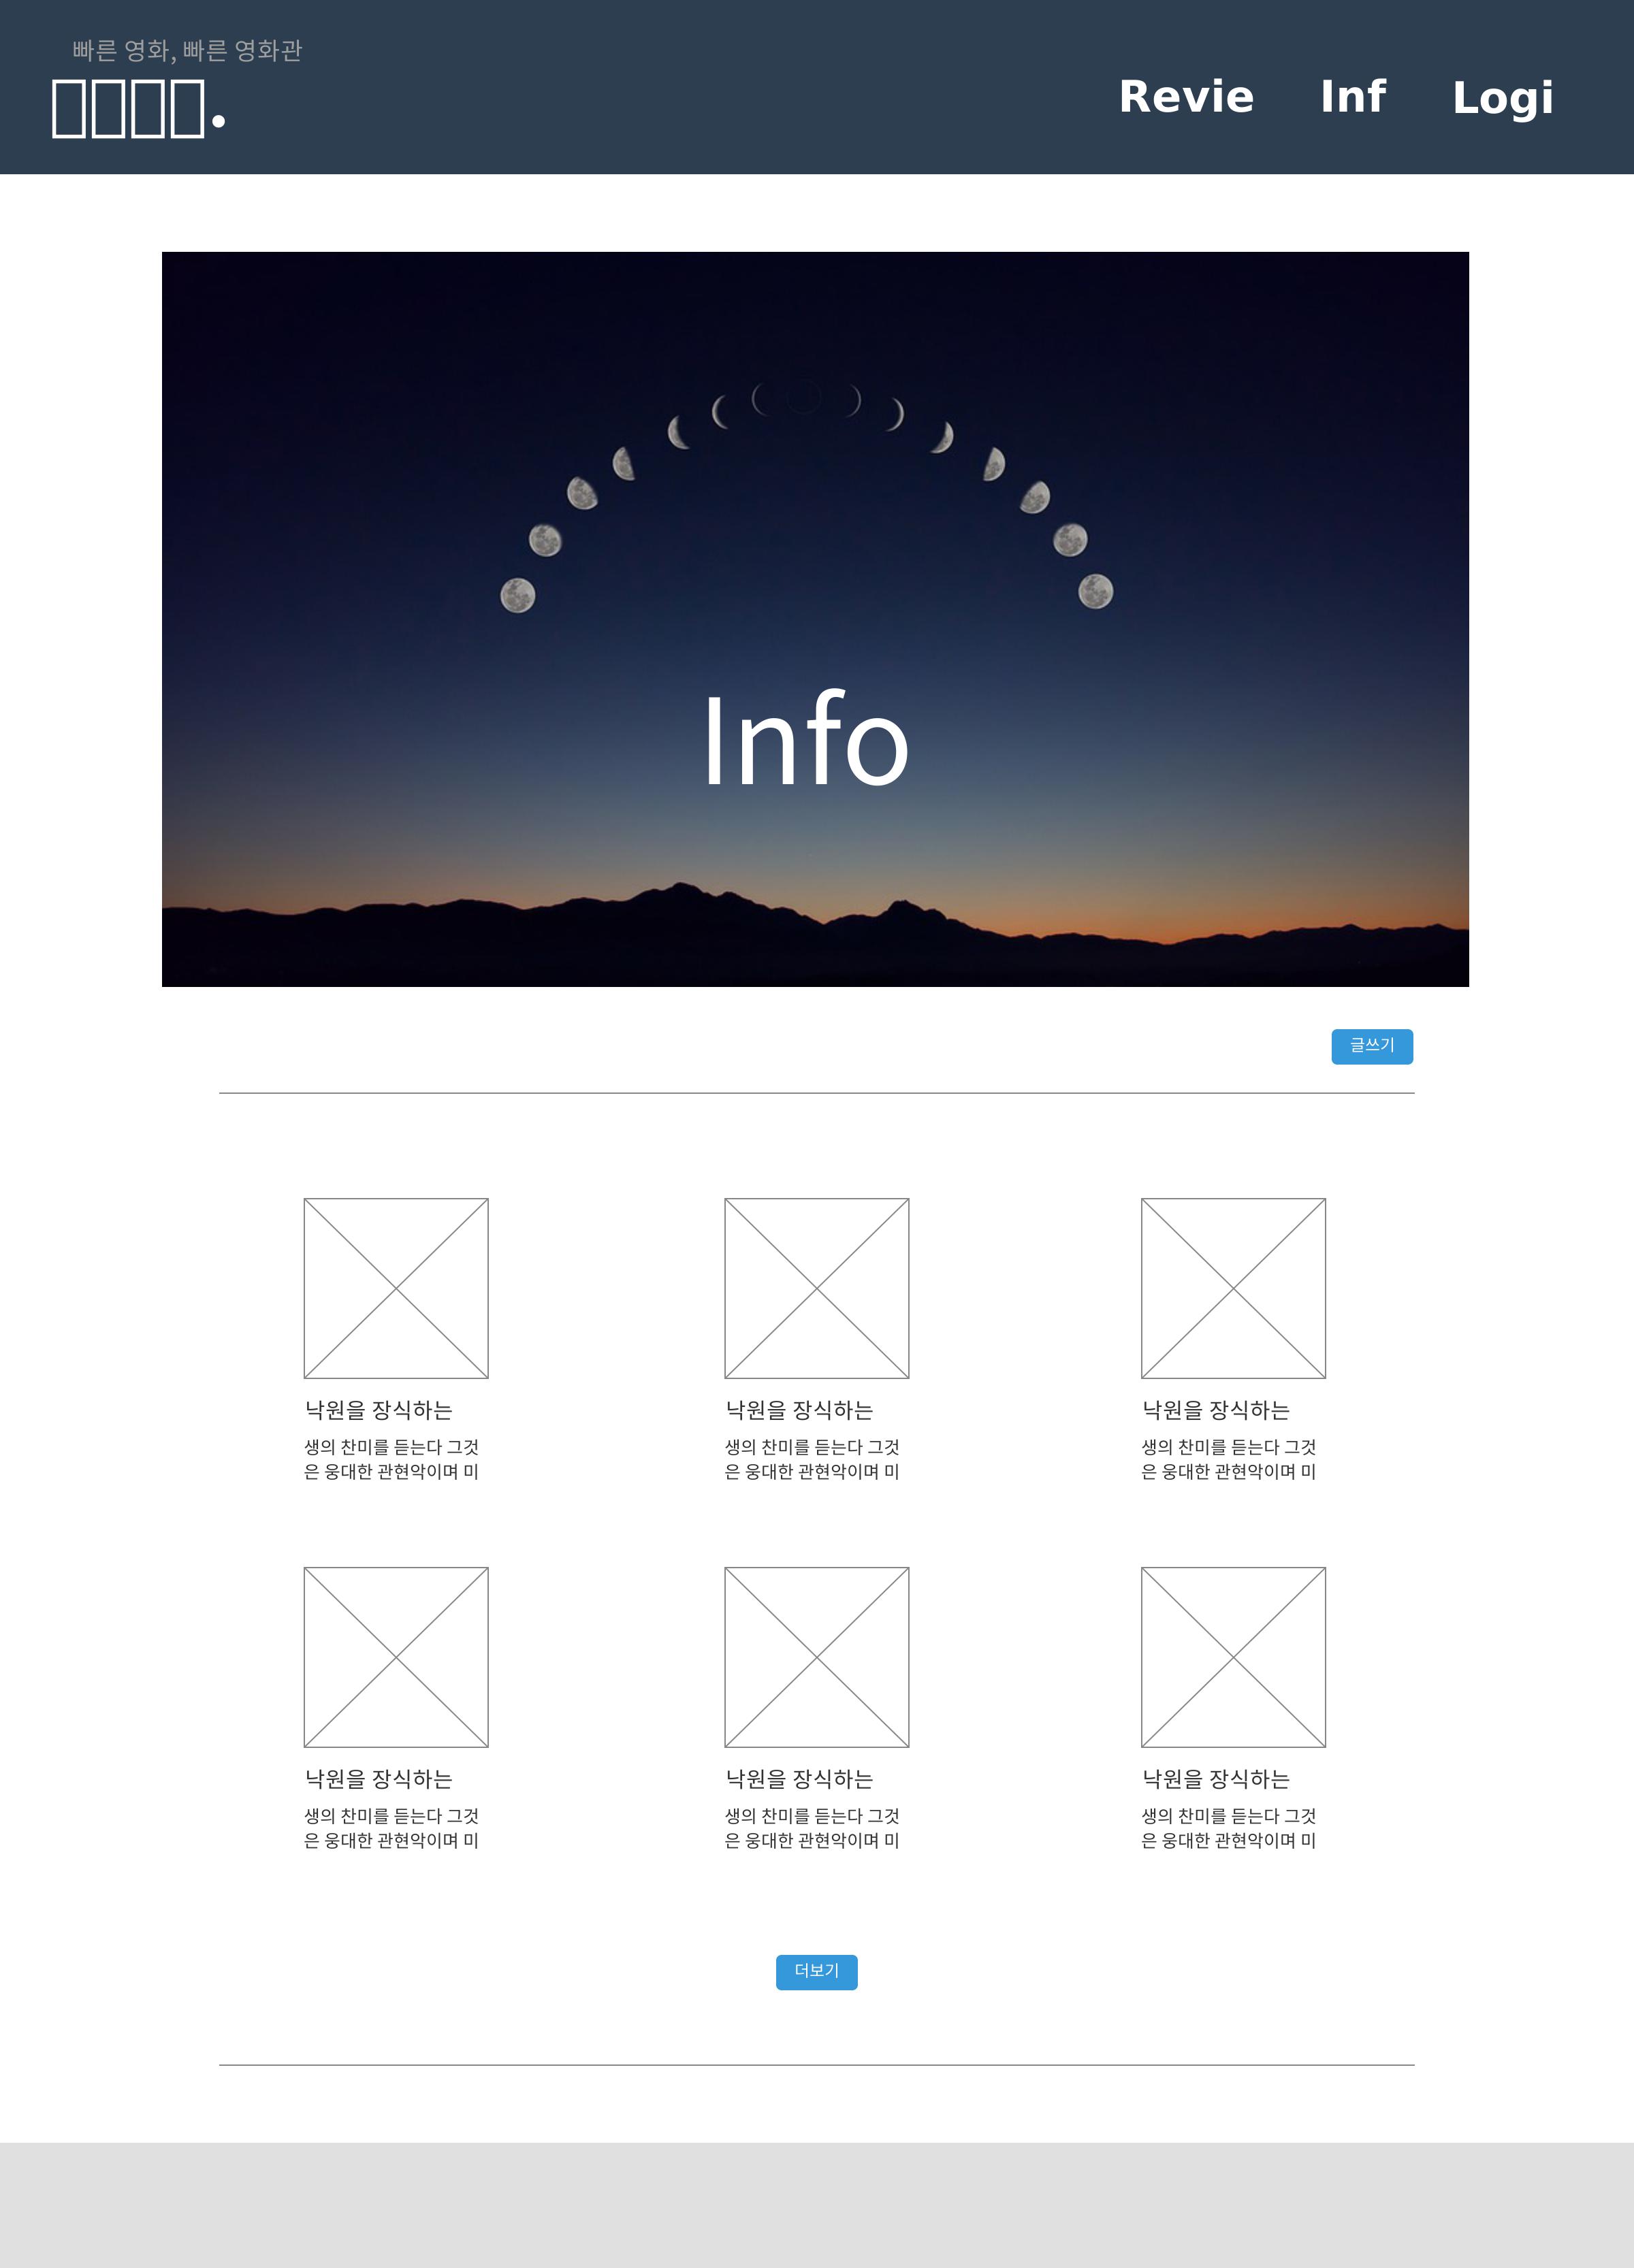 빠른 영화, 빠른 영화관
Revie Inf Logi
Info
글쓰기
낙원을 장식하는 낙원을 장식하는 낙원을 장식하는
생의 찬미를 듣는다 그것 생의 찬미를 듣는다 그것 생의 찬미를 듣는다 그것
은 웅대한 관현악이며 미 은 웅대한 관현악이며 미 은 웅대한 관현악이며 미
낙원을 장식하는 낙원을 장식하는 낙원을 장식하는
생의 찬미를 듣는다 그것 생의 찬미를 듣는다 그것 생의 찬미를 듣는다 그것
은 웅대한 관현악이며 미 은 웅대한 관현악이며 미 은 웅대한 관현악이며 미
더보기